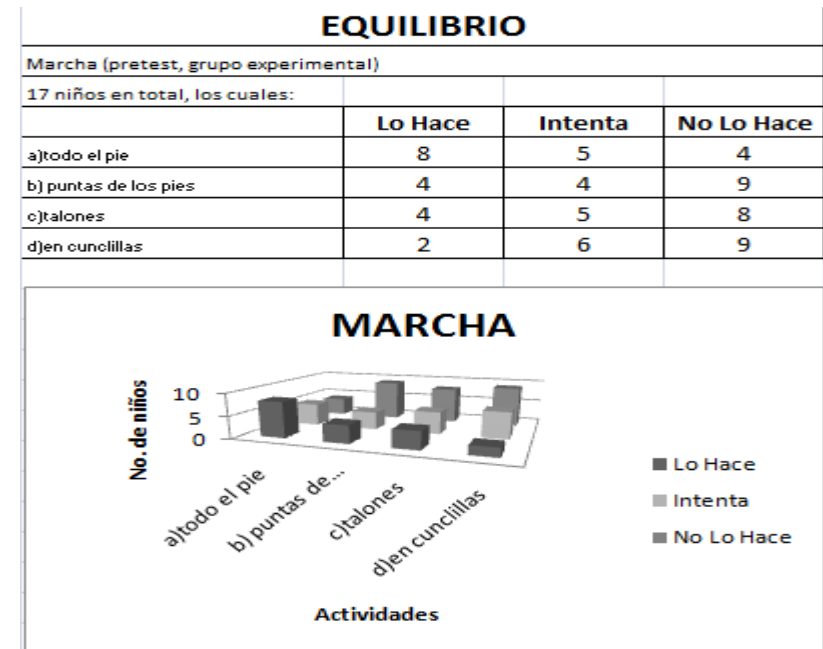 EQUILIBRIO
Marcha (pretest, grupo experimental)
17 niños en total, los cuales:
Lo Hace Intenta No Lo Hace
a)todo el pie 8 5 4
b) puntas de los pies 4 4 9
c)talones 4 5 8
d)en cunclillas 2 6 9
MARCHA
No. de niños
10
5
0
a)todo el pie
b) puntas de...
c)talones
d)en cunclillas
Actividades
Lo Hace
Intenta
No Lo Hace